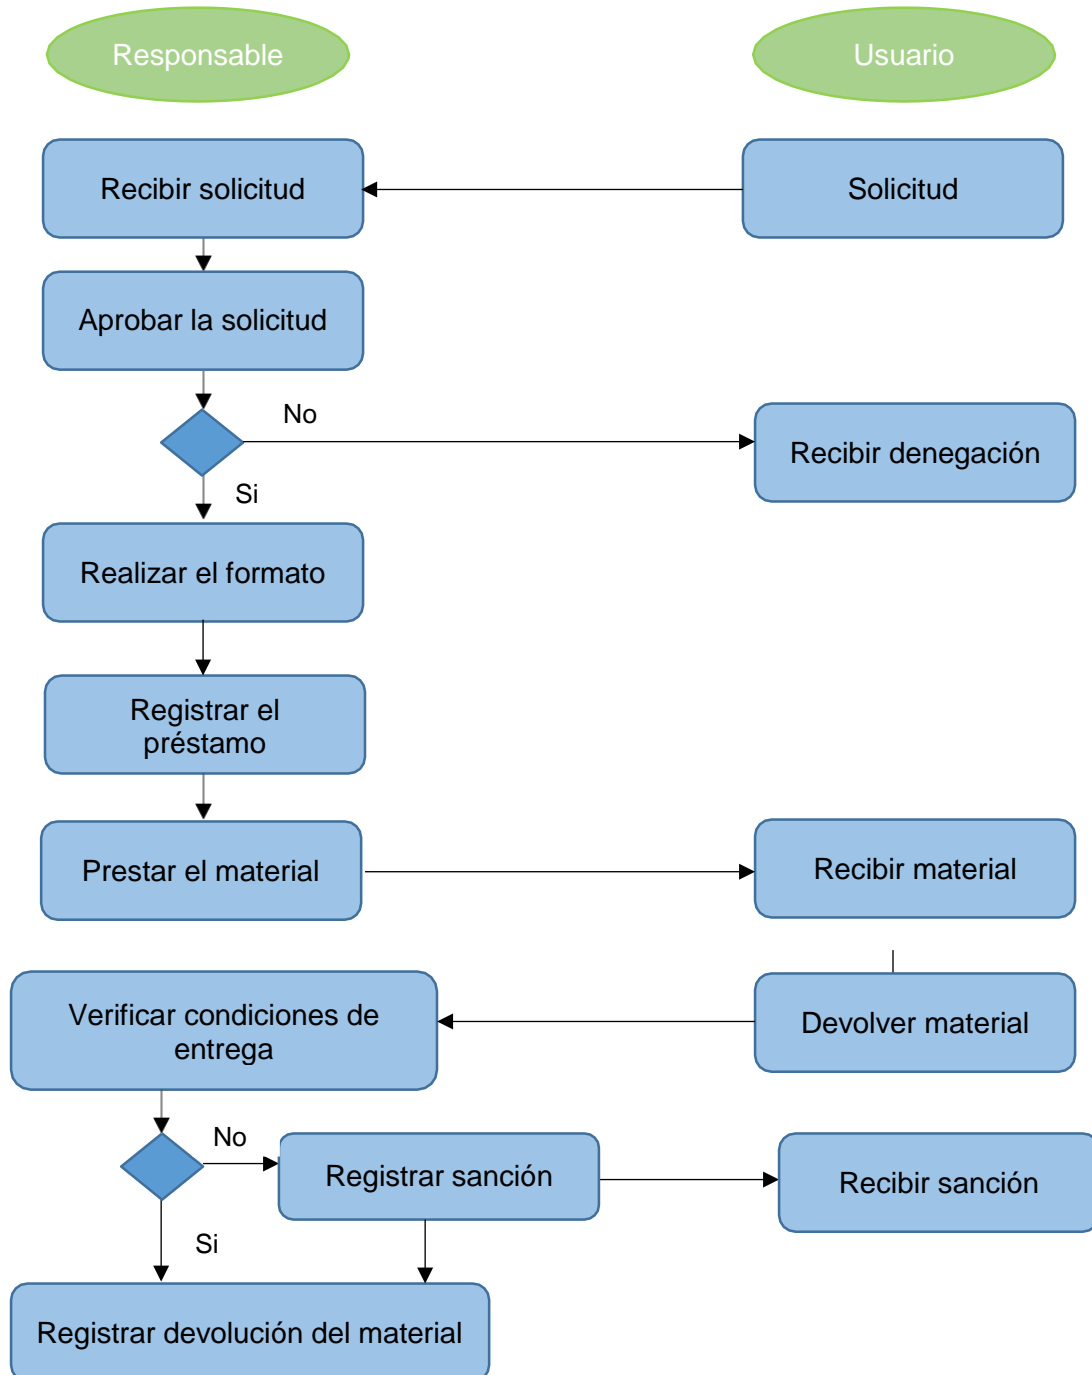 Responsable
Usuario
Recibir solicitud
Solicitud
Aprobar la solicitud
No
Recibir denegación
Si
Realizar el formato
Registrar el
préstamo
Prestar el material
Recibir material
Verificar condiciones de
entrega
Devolver material
No
Registrar sanción
Recibir sanción
Si
Registrar devolución del material